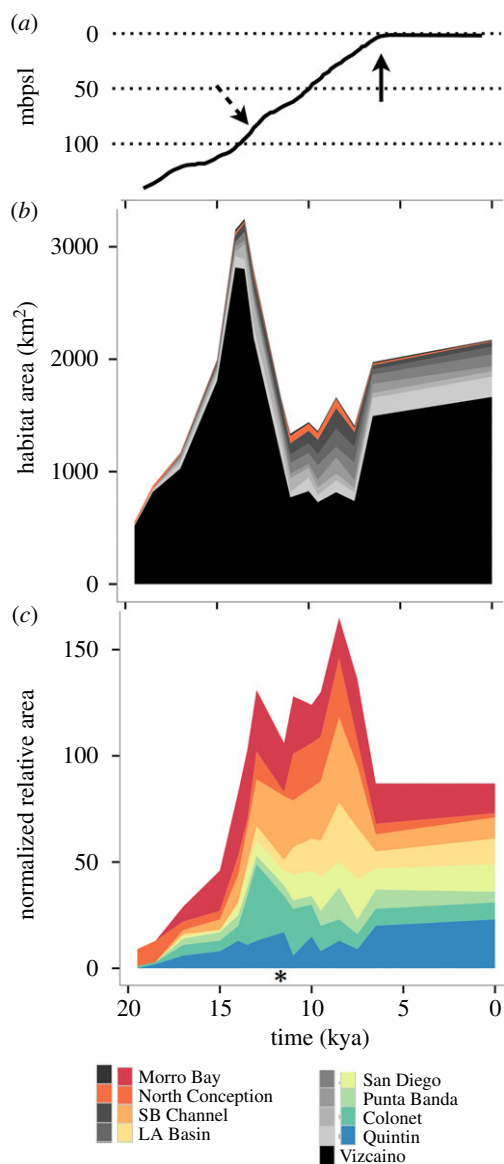 (a)
0
50
100
mbpsl
(b)
3000
2000
1000
0
habitat area (km²)
(c)
150
100
50
0
normalized relative area
*
20 15 10 5 0
time (kya)
Morro Bay
North Conception
SB Channel
LA Basin
San Diego
Punta Banda
Colonet
Quintin
Vizcaino